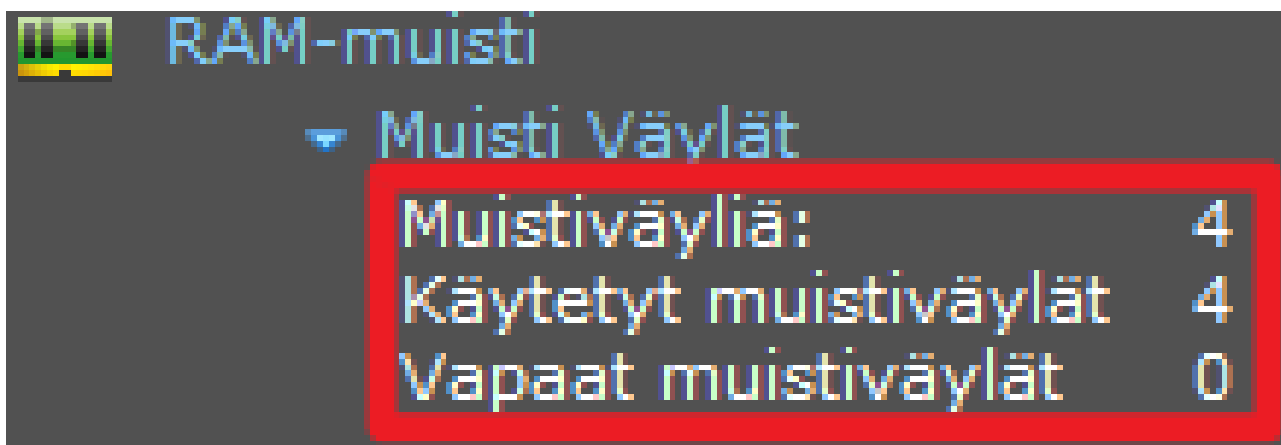 RAM-muisti
Muisti Väylät
Muistiväyliä: 4
Käytetyt muistiväylät 4
Vapaat muistiväylät 0